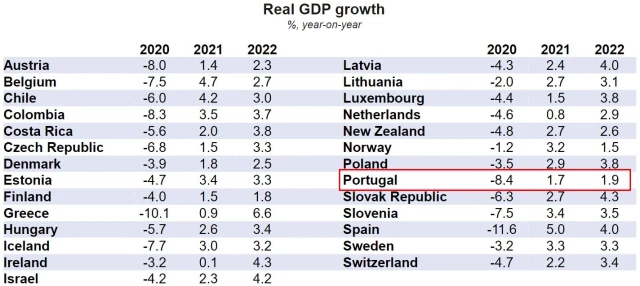 Real GDP growth
%, year-on-year
2020 2021 2022 2020 2021 2022
Austria -8.0 1.4 2.3 Latvia -4.3 2.4 4.0
Belgium -7.5 4.7 2.7 Lithuania -2.0 2.7 3.1
Chile -6.0 4.2 3.0 Luxembourg -4.4 1.5 3.8
Colombia -8.3 3.5 3.7 Netherlands -4.6 0.8 2.9
Costa Rica -5.6 2.0 3.8 New Zealand -4.8 2.7 2.6
Czech Republic -6.8 1.5 3.3 Norway -1.2 3.2 1.5
Denmark -3.9 1.8 2.5 Poland -3.5 2.9 3.8
Estonia -4.7 3.4 3.3 Portugal -8.4 1.7 1.9
Finland -4.0 1.5 1.8 Slovak Republic -6.3 2.7 4.3
Greece -10.1 0.9 6.6 Slovenia -7.5 3.4 3.5
Hungary -5.7 2.6 3.4 Spain -11.6 5.0 4.0
Iceland -7.7 3.0 3.2 Sweden -3.2 3.3 3.3
Ireland -3.2 0.1 4.3 Switzerland -4.7 2.2 3.4
Israel -4.2 2.3 4.2